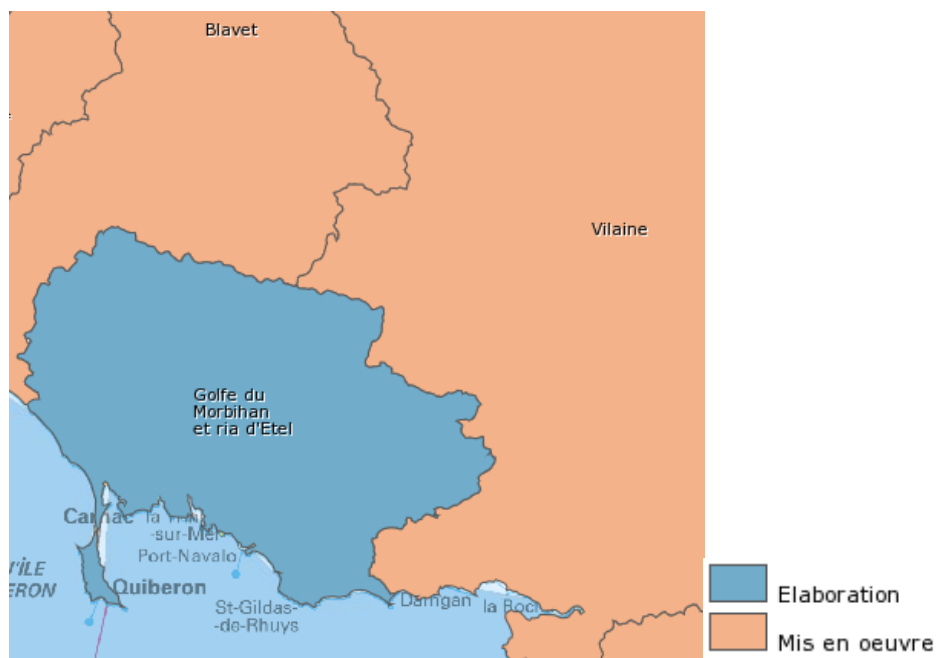 Blavet
Vilaine
Golfe du
Morbihan
et ria d'Etel
Carnac
-sur-Mer
Port-Navalo
Quiberon
St-Gildas-
-de-Rhuys
Damgan
la
Elaboration
Mis en oeuvre